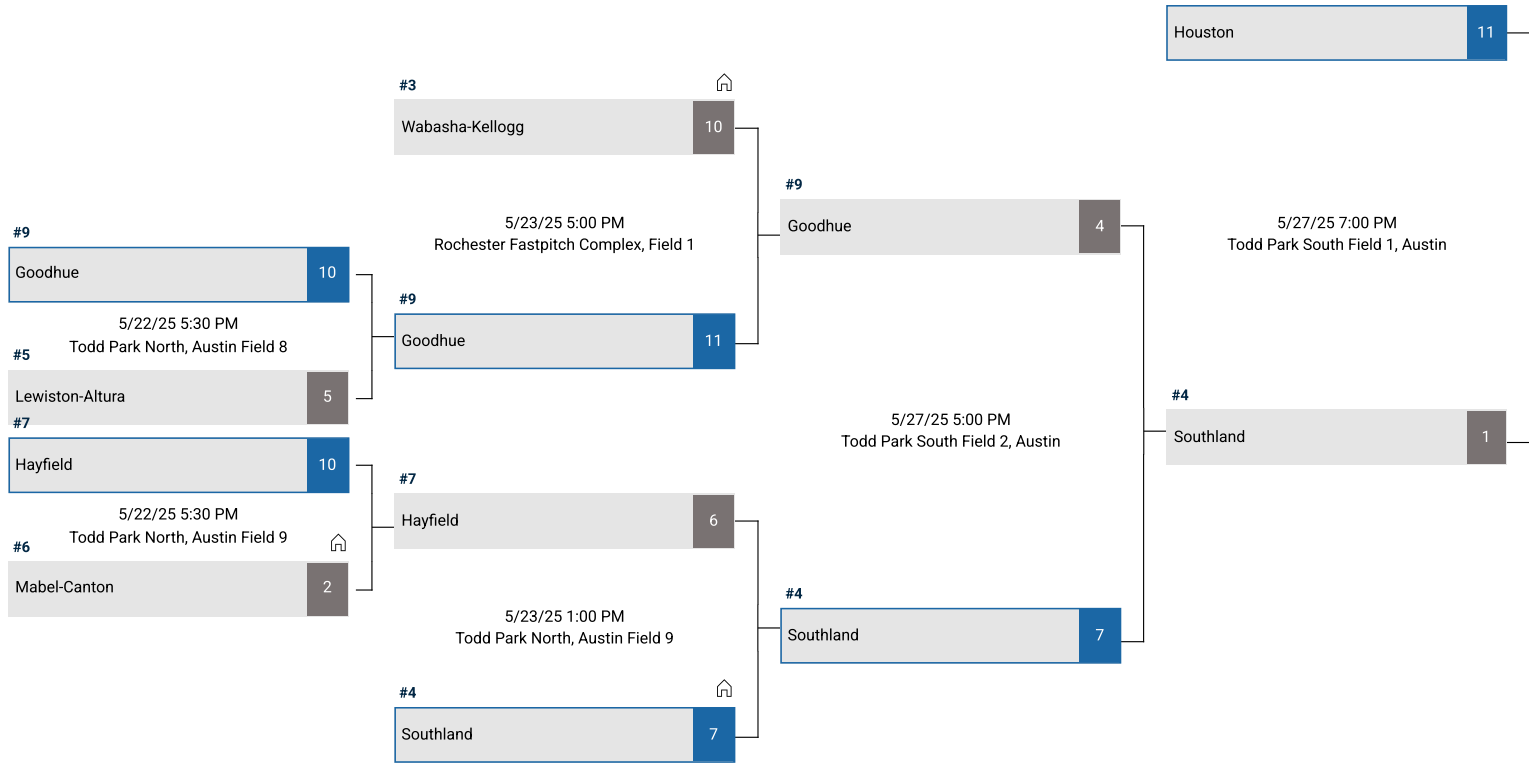 #9
Goodhue
10
5/22/25 5:30 PM
Todd Park North, Austin Field 8
#5
Lewiston-Altura
5
#7
Hayfield
10
5/22/25 5:30 PM
Todd Park North, Austin Field 9
#6
Mabel-Canton
2
#3
Wabasha-Kellogg
10
5/23/25 5:00 PM
Rochester Fastpitch Complex, Field 1
#9
Goodhue
11
#7
Hayfield
6
5/23/25 1:00 PM
Todd Park North, Austin Field 9
#4
Southland
7
#9
Goodhue
4
5/27/25 5:00 PM
Todd Park South Field 2, Austin
#4
Southland
7
Houston
11
5/27/25 7:00 PM
Todd Park South Field 1, Austin
#4
Southland
1